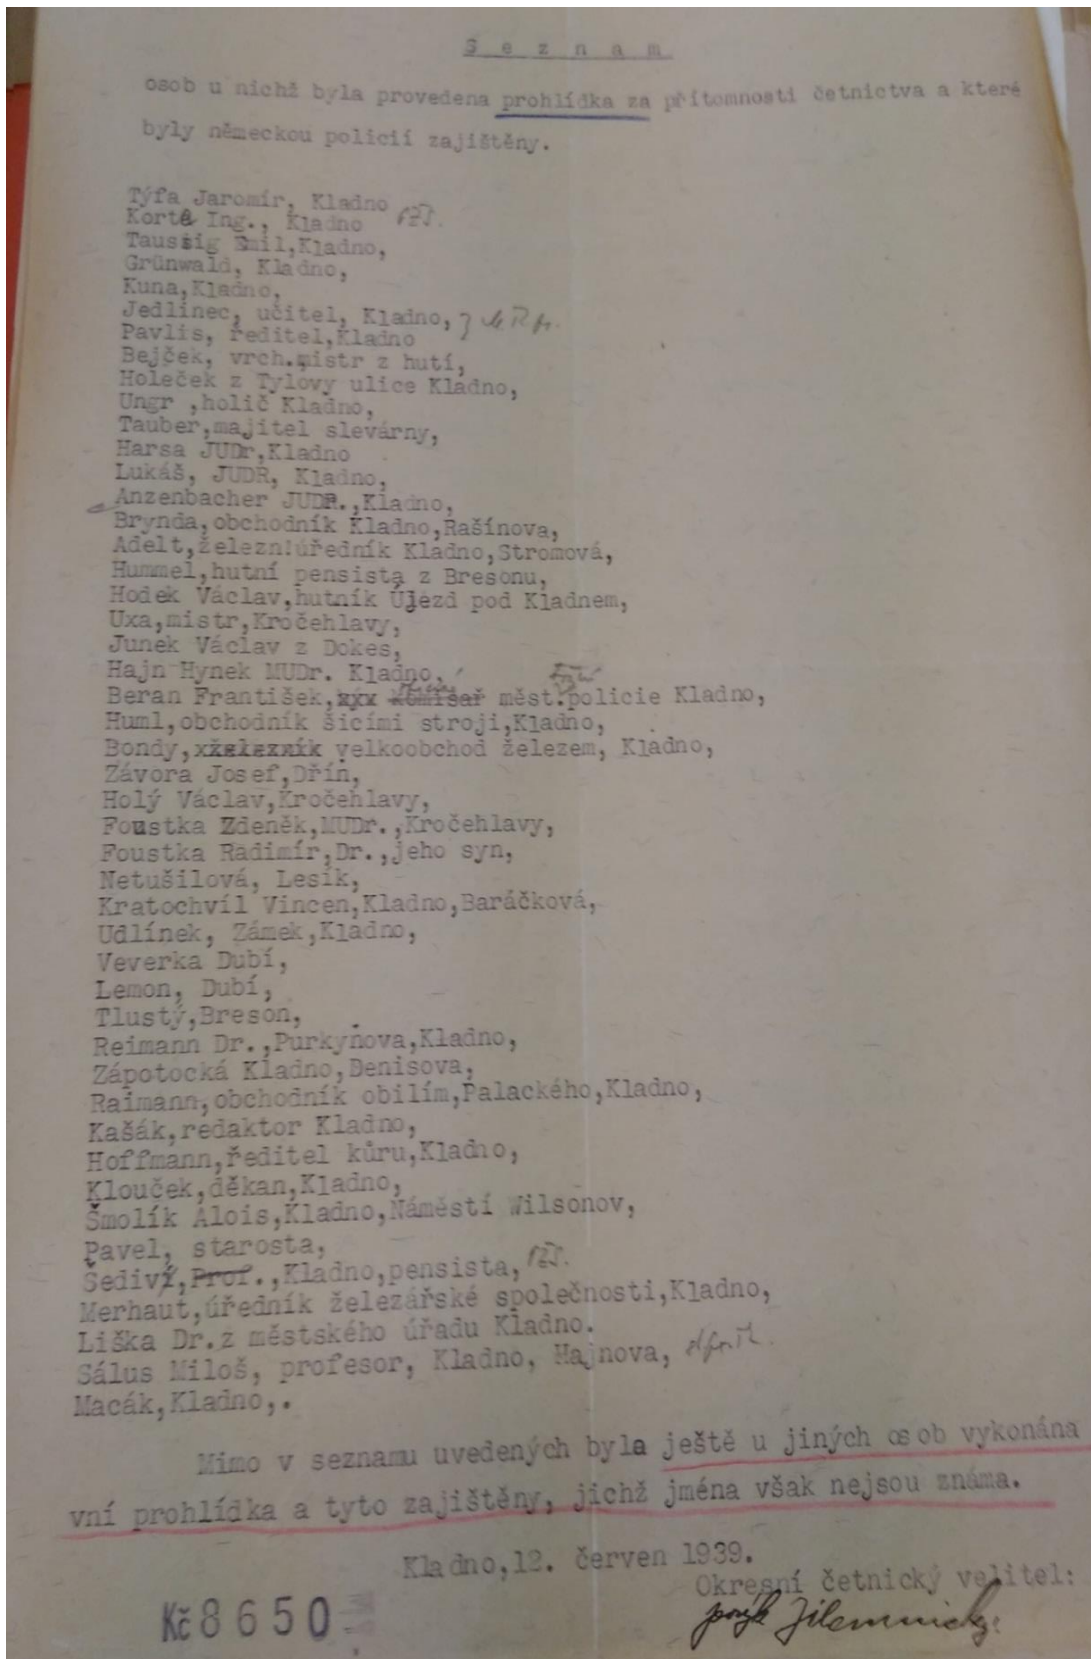 S e z n a m
osob u nichž byla provedena prohlídka za přítomnosti četnictva a které
byly německou policií zajištěny.
Týfa Jaromír, Kladno
Korta Ing., Kladno
Taussig Emil,Kladno,
Grünwald, Kladno,
Kuna,Kladno,
Jedlinec, učitel, Kladno,
Pavlis, ředitel,Kladno
Bejček, vrch.mistr z hutí,
Holeček z Tylovy ulice Kladno,
Ungr ,holič Kladno,
Tauber,majitel slevárny,
Harsa JUDr,Kladno
Lukáš, JUDR, Kladno,
Anzenbacher JUDR.,Kladno,
Brynda,obchodník Kladno,Rašínova,
Adelt,železn.úředník Kladno,Stromová,
Hummel,hutní pensista z Bresonu,
Hodek Václav,hutník Újezd pod Kladnem,
Uxa,mistr,Kročehlavy,
Junek Václav z Dokes,
Hajn Hynek MUDr. Kladno,
Beran František, komisař měst.policie Kladno,
Huml,obchodník šicími stroji,Kladno,
Bondy, velkoobchod železem, Kladno,
Závora Josef,Dřín,
Holý Václav,Kročehlavy,
Foustka Zdeněk,MUDr.,Kročehlavy,
Foustka Radimír,Dr.,jeho syn,
Netušilová, Lesík,
Kratochvíl Vincen,Kladno,Baráčková,
Udlínek, Zámek,Kladno,
Veverka Dubí,
Lemon, Dubí,
Tlustý,Breson,
Reimann Dr.,Purkyňova,Kladno,
Zápotocká Kladno,Denisova,
Raimann,obchodník obilím,Palackého,Kladno,
Kašák,redaktor Kladno,
Hoffmann,ředitel kůru,Kladno,
Klouček,děkan,Kladno,
Šmolík Alois,Kladno,Náměstí Wilsonov,
Pavel, starosta,
Šedivý,Prof.,Kladno,pensista,
Merhaut,úředník železářské společnosti,Kladno,
Liška Dr.z městského úřadu Kladno.
Sálus Miloš, profesor, Kladno, Hajnova,
Macák,Kladno,.
Mimo v seznamu uvedených byla ještě u jiných osob vykonána
vní prohlídka a tyto zajištěny, jichž jména však nejsou známa.
Kladno,12. červen 1939.
Okresní četnický velitel:
Jilemnický
Kč 8650